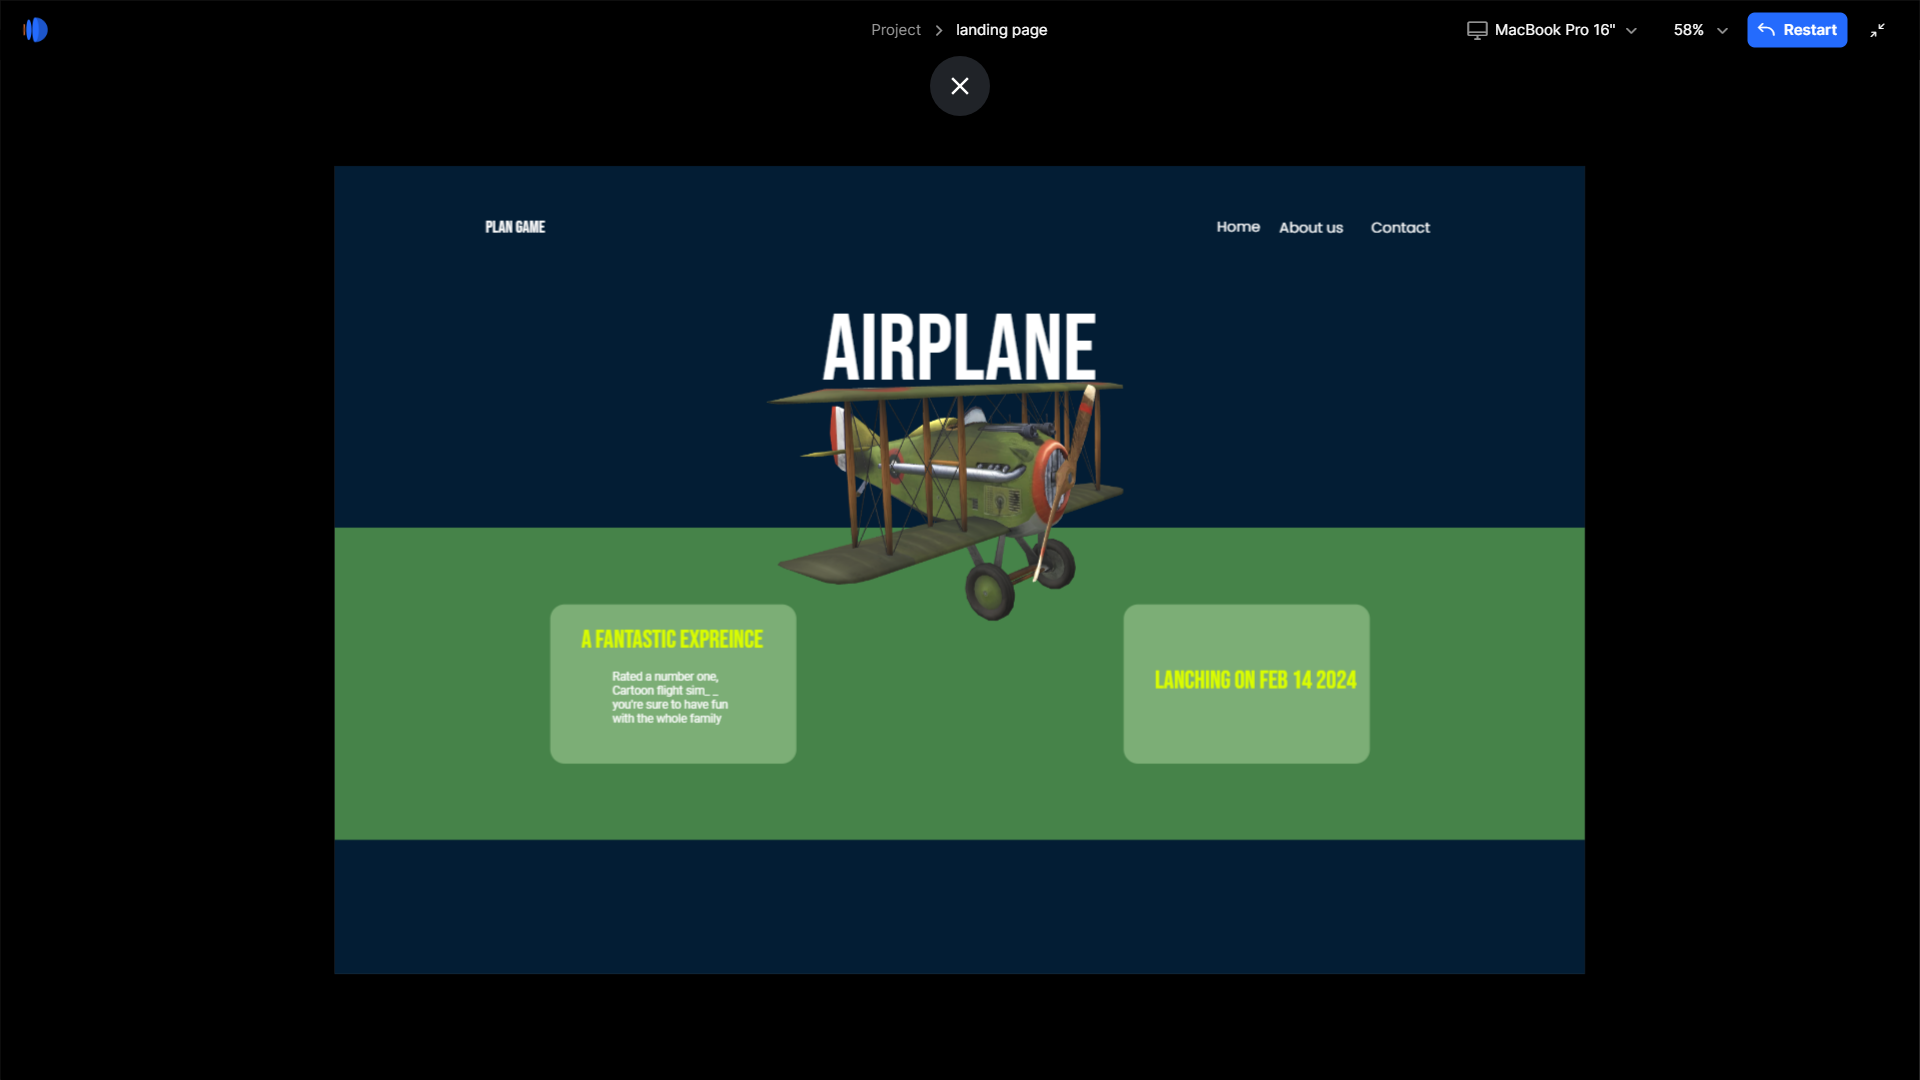 Project > landing page
MacBook Pro 16"
58%
Restart
PLAN GAME
Home
About us
Contact
AIRPLANE
A FANTASTIC EXPREINCE
Rated a number one,
Cartoon flight sim_ _
you're sure to have fun
with the whole family
LANCHING ON FEB 14 2024